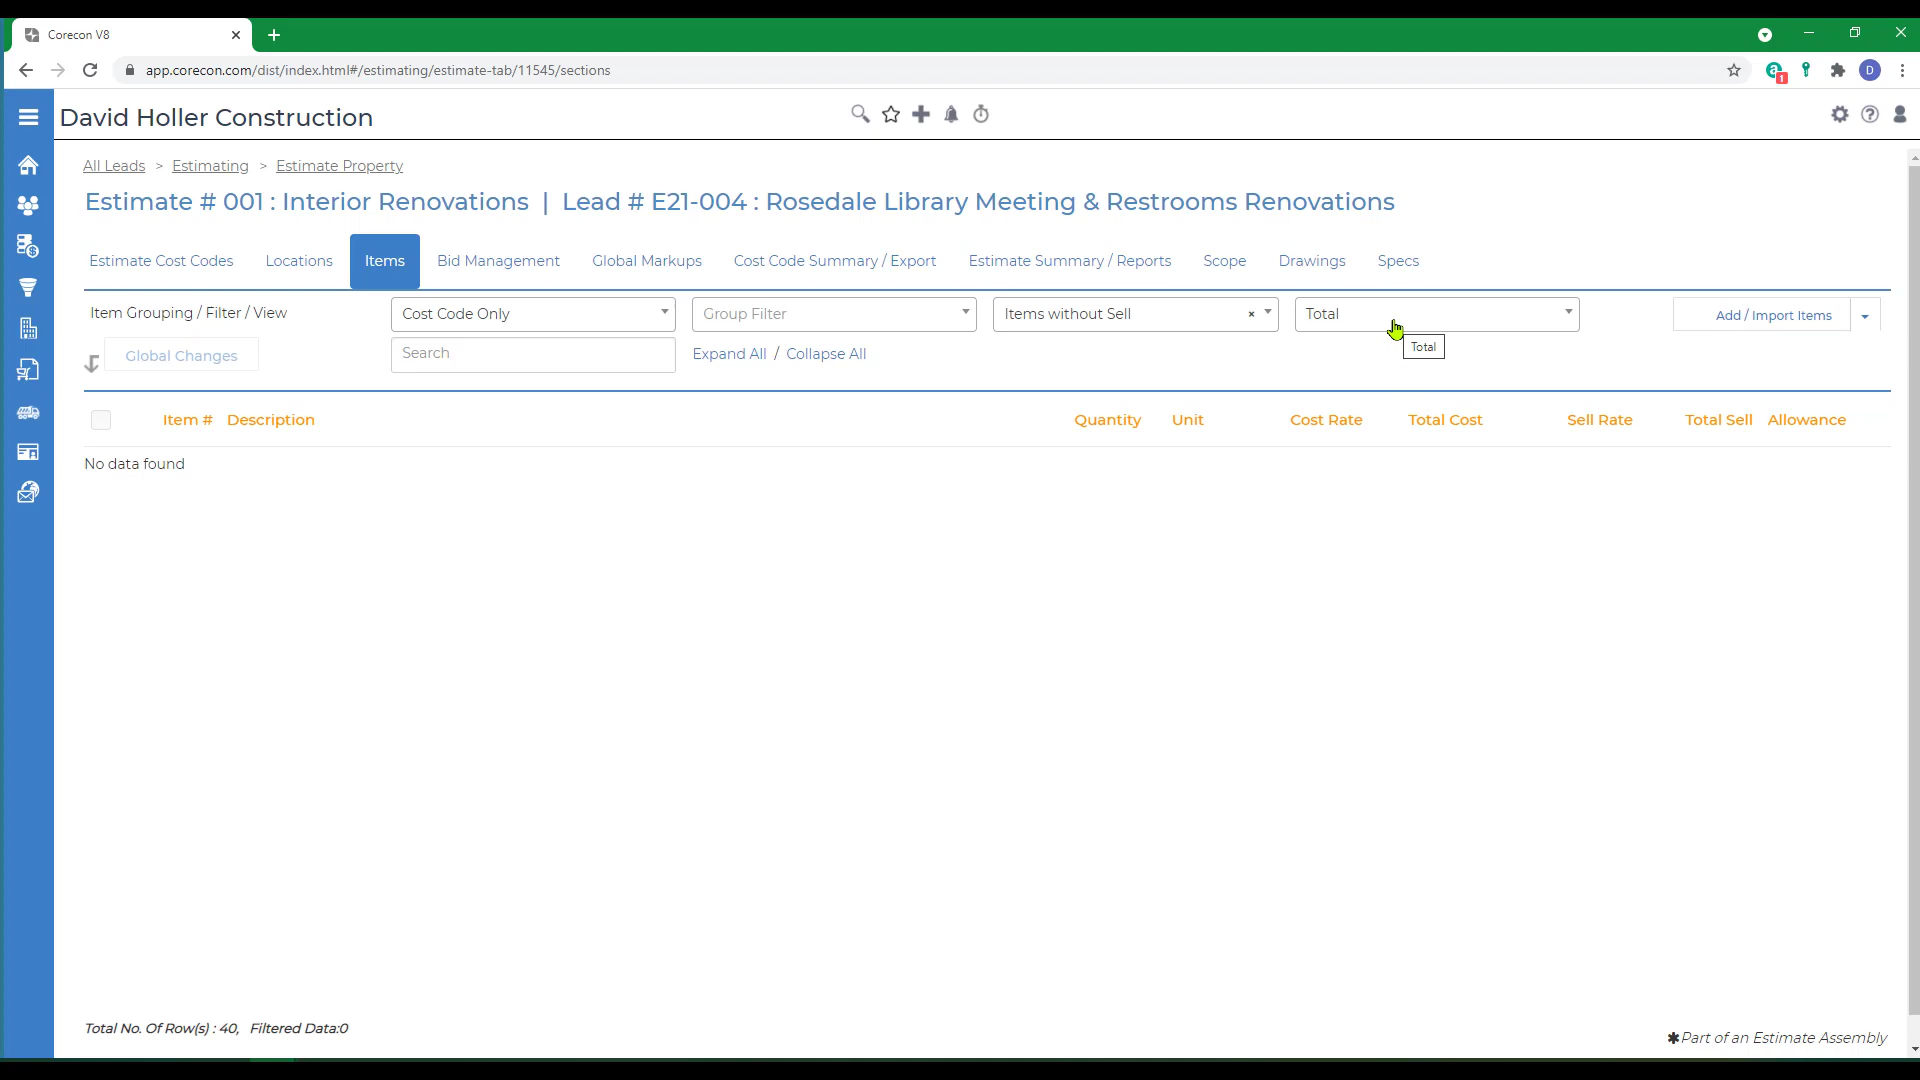 Corecon V8
app.corecon.com/dist/index.html#/estimating/estimate-tab/11545/sections
1
D
David Holler Construction
All Leads > Estimating > Estimate Property
Estimate # 001 : Interior Renovations | Lead # E21-004 : Rosedale Library Meeting & Restrooms Renovations
Estimate Cost Codes Locations Items Bid Management Global Markups Cost Code Summary / Export Estimate Summary / Reports Scope Drawings Specs
Item Grouping / Filter / View Cost Code Only Group Filter Items without Sell × Total Add / Import Items
Total
Global Changes Search Expand All / Collapse All
Item # Description Quantity Unit Cost Rate Total Cost Sell Rate Total Sell Allowance
No data found
Total No. Of Row(s) : 40, Filtered Data:0
✱Part of an Estimate Assembly